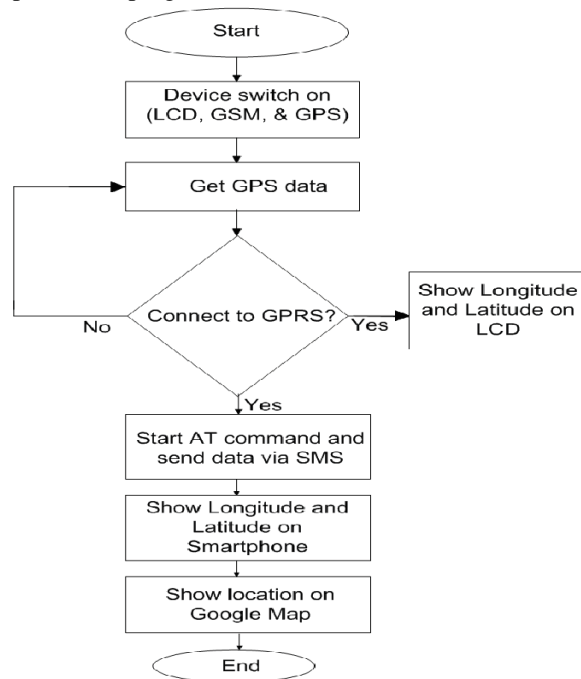 Start
Device switch on
(LCD, GSM, & GPS)
Get GPS data
Connect to GPRS?
No
Yes
Show Longitude
and Latitude on
LCD
Yes
Start AT command and
send data via SMS
Show Longitude and
Latitude on
Smartphone
Show location on
Google Map
End